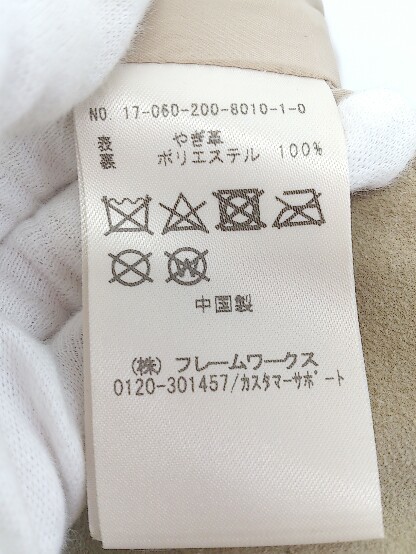 NO 17-060-200-8010-1-0
表 やぎ革
裏 ポリエステル 100%
W
中国製
(株) フレームワークス
0120-301457/カスタマーサポート